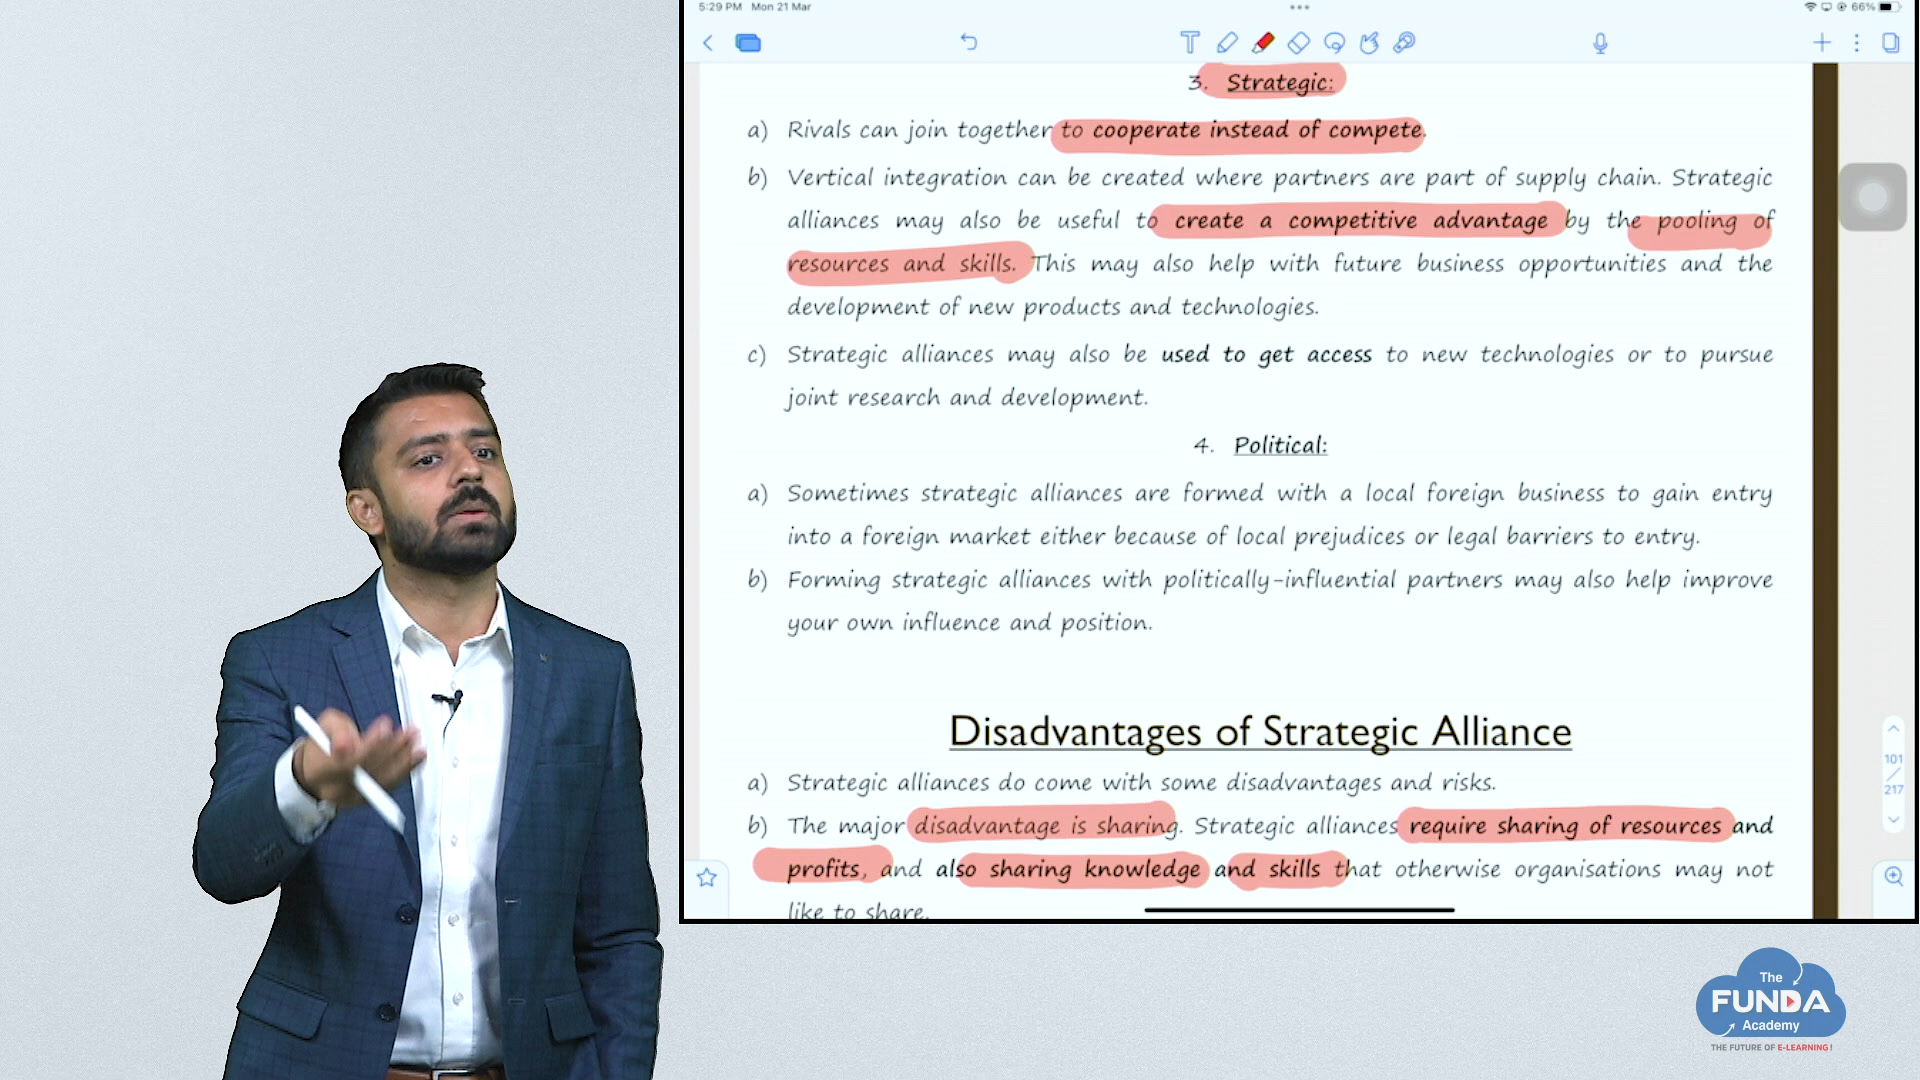 5:29 PM Mon 21 Mar
66%
3. Strategic:
a) Rivals can join together to cooperate instead of compete.
b) Vertical integration can be created where partners are part of supply chain. Strategic
alliances may also be useful to create a competitive advantage by the pooling of
resources and skills. This may also help with future business opportunities and the
development of new products and technologies.
c) Strategic alliances may also be used to get access to new technologies or to pursue
joint research and development.
4. Political:
a) Sometimes strategic alliances are formed with a local foreign business to gain entry
into a foreign market either because of local prejudices or legal barriers to entry.
b) Forming strategic alliances with politically-influential partners may also help improve
your own influence and position.
Disadvantages of Strategic Alliance
a) Strategic alliances do come with some disadvantages and risks.
b) The major disadvantage is sharing. Strategic alliances require sharing of resources and
profits, and also sharing knowledge and skills that otherwise organisations may not
like to share.
101
/
217
The
FUNDA
Academy
THE FUTURE OF E-LEARNING!